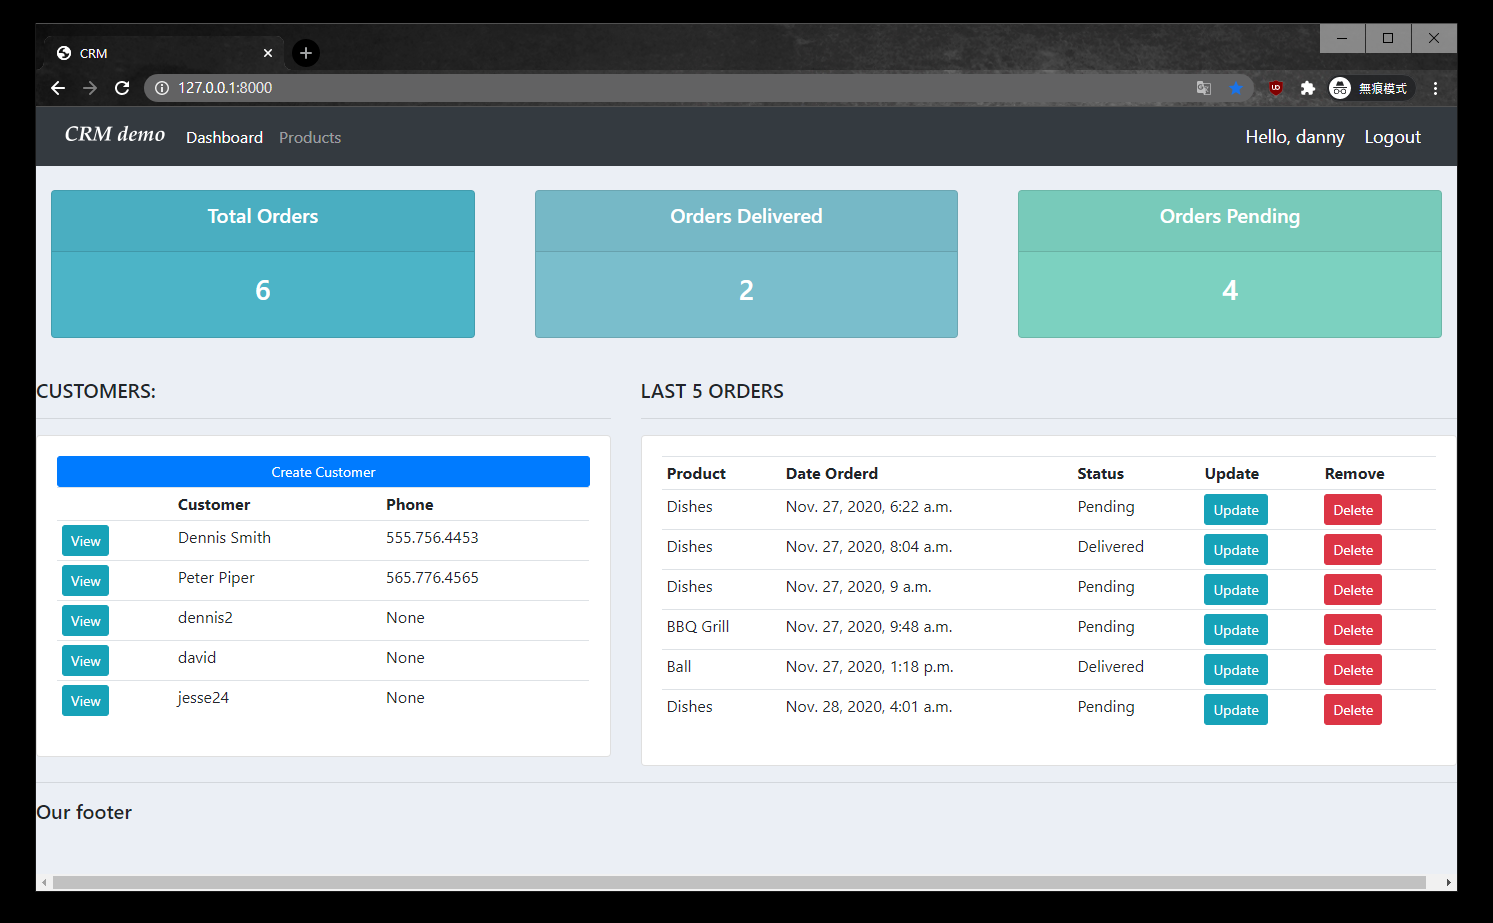 CRM
127.0.0.1:8000
無痕模式
CRM demo Dashboard Products Hello, danny Logout
Total Orders Orders Delivered Orders Pending
6 2 4
CUSTOMERS: LAST 5 ORDERS
Create Customer
Customer Phone
View Dennis Smith 555.756.4453
View Peter Piper 565.776.4565
View dennis2 None
View david None
View jesse24 None
Product Date Orderd Status Update Remove
Dishes Nov. 27, 2020, 6:22 a.m. Pending Update Delete
Dishes Nov. 27, 2020, 8:04 a.m. Delivered Update Delete
Dishes Nov. 27, 2020, 9 a.m. Pending Update Delete
BBQ Grill Nov. 27, 2020, 9:48 a.m. Pending Update Delete
Ball Nov. 27, 2020, 1:18 p.m. Delivered Update Delete
Dishes Nov. 28, 2020, 4:01 a.m. Pending Update Delete
Our footer